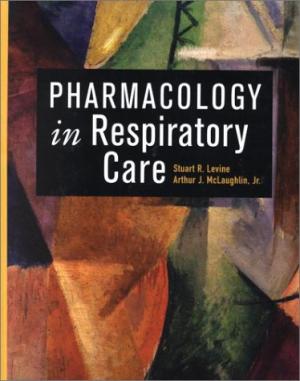 PHARMACOLOGY
in Respiratory
Care
Stuart R. Levine
Arthur J. McLaughlin, Jr.